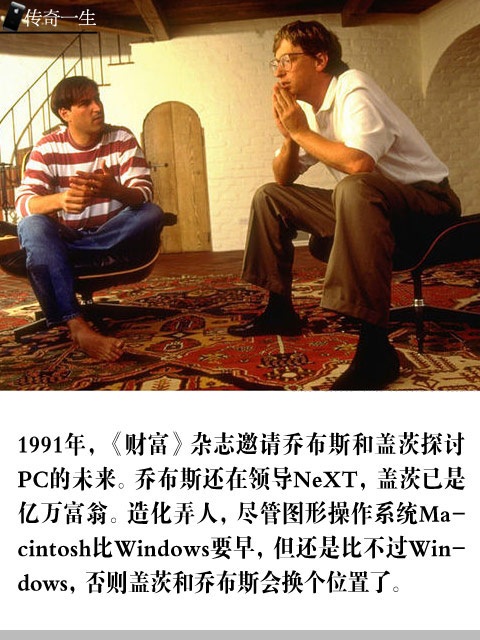 传奇一生
1991年，《财富》杂志邀请乔布斯和盖茨探讨
PC的未来。乔布斯还在领导NeXT，盖茨已是
亿万富翁。造化弄人，尽管图形操作系统Ma-
cintosh比Windows要早，但还是比不过Win-
dows，否则盖茨和乔布斯会换个位置了。